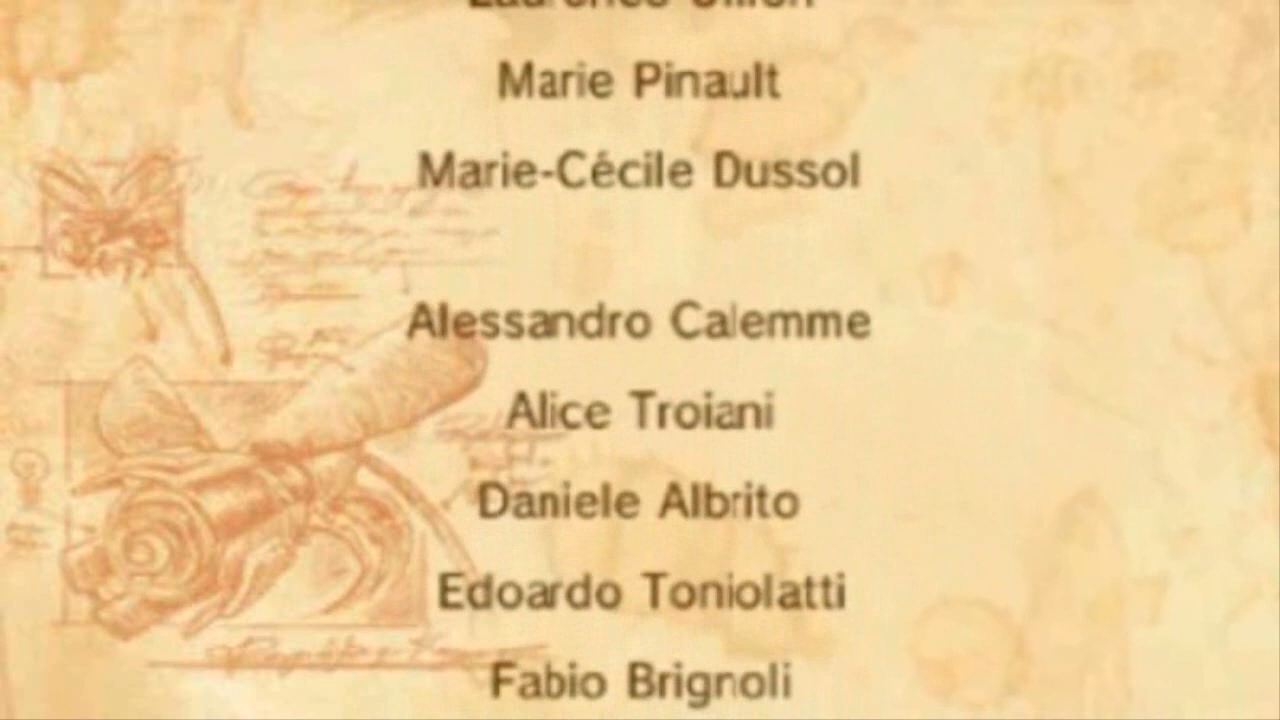 Marie Pinault
Marie-Cécile Dussol
Alessandro Calemme
Alice Troiani
Daniele Albrito
Edoardo Toniolatti
Fabio Brignoli